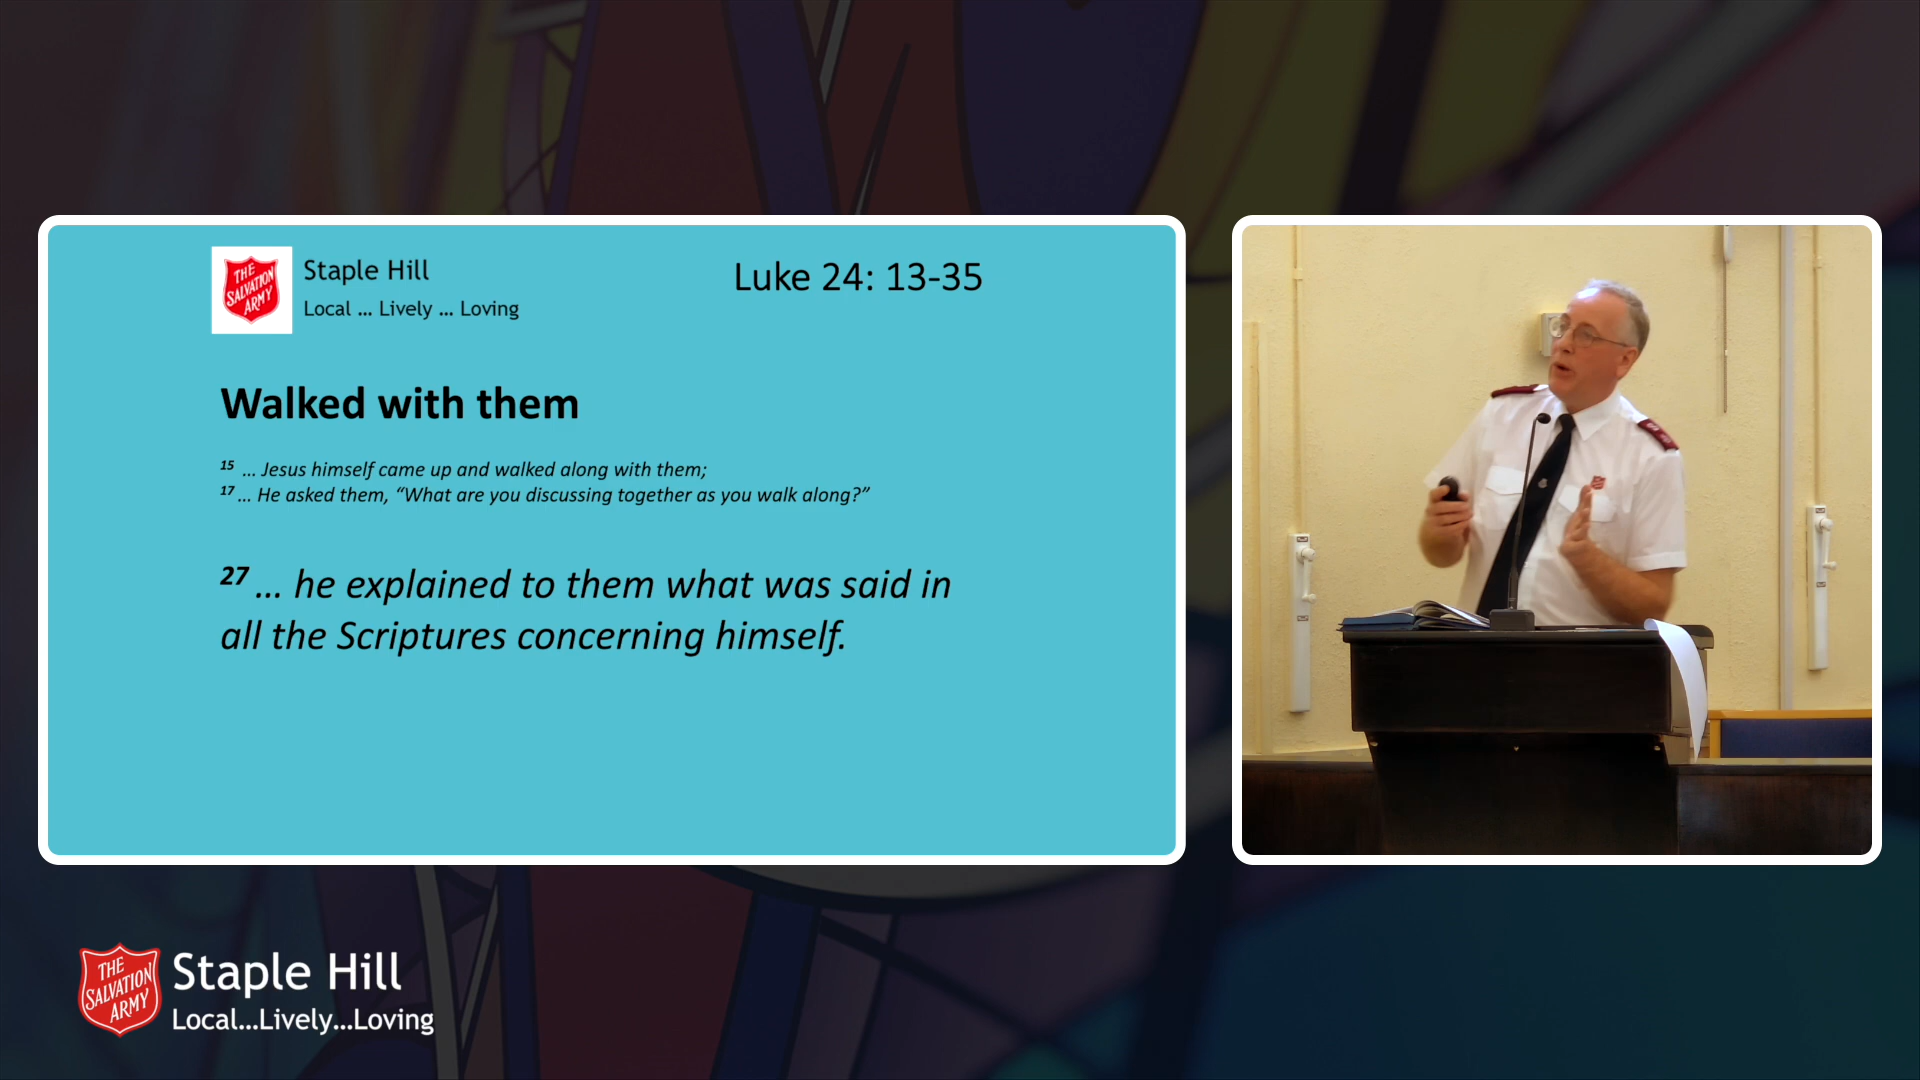 THE
SALVATION
ARMY
Staple Hill
Local ... Lively ... Loving
Luke 24: 13-35
Walked with them
15 ... Jesus himself came up and walked along with them;
17 ... He asked them, “What are you discussing together as you walk along?”
27 ... he explained to them what was said in
all the Scriptures concerning himself.
THE
SALVATION
ARMY
Staple Hill
Local...Lively...Loving